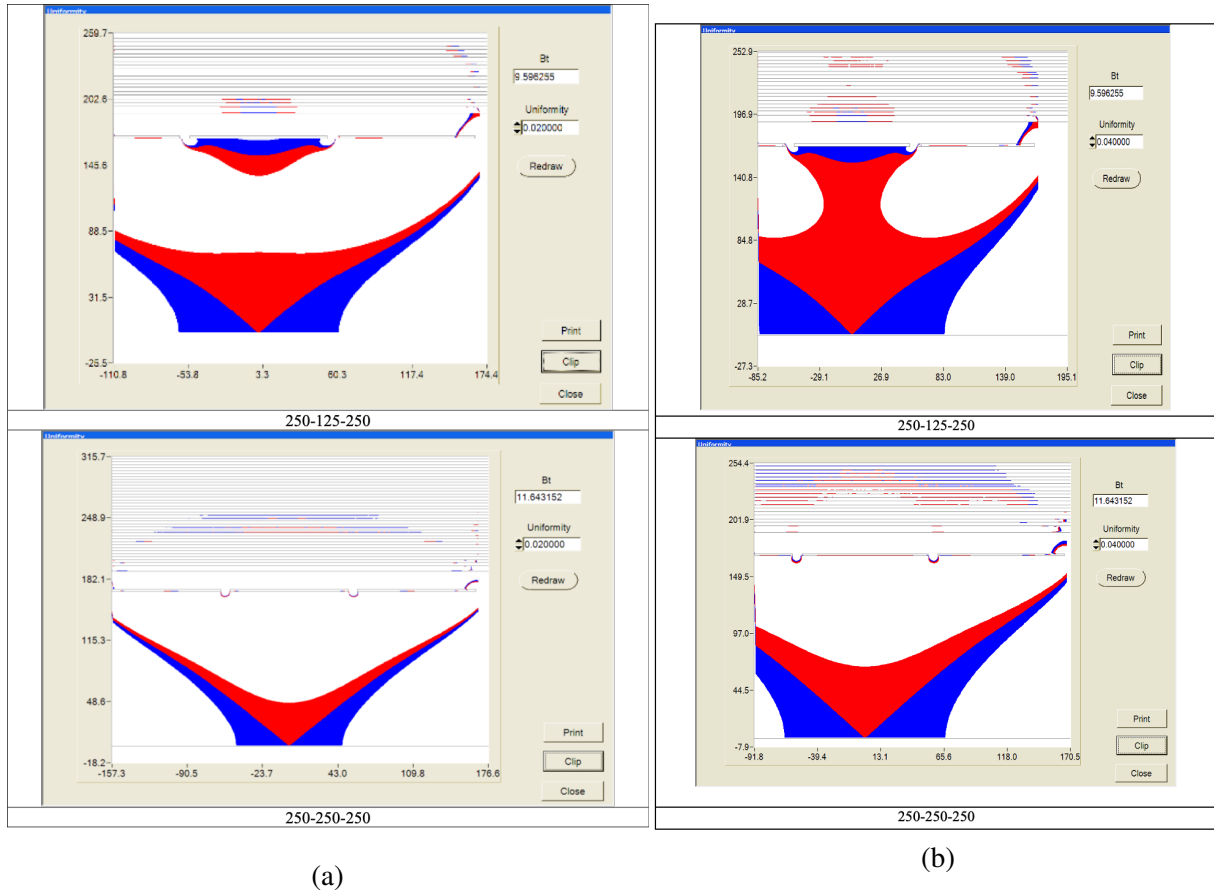 Uniformity
259.7
202.6
145.6
88.5
31.5
-25.5
-110.8 -53.8 3.3 60.3 117.4 174.4
Bt
9.596255
Uniformity
0.020000
Redraw
Print
Clip
Close
250-125-250
Uniformity
252.9
196.9
140.8
84.8
28.7
-27.3
-85.2 -29.1 26.9 83.0 139.0 195.1
Bt
9.596255
Uniformity
0.040000
Redraw
Print
Clip
Close
250-125-250
Uniformity
315.7
248.9
182.1
115.3
48.6
-18.2
-157.3 -90.5 -23.7 43.0 109.8 176.6
Bt
11.643152
Uniformity
0.020000
Redraw
Print
Clip
Close
250-250-250
Uniformity
254.4
201.9
149.5
97.0
44.5
-7.9
-91.8 -39.4 13.1 65.6 118.0 170.5
Bt
11.643152
Uniformity
0.040000
Redraw
Print
Clip
Close
250-250-250
(a)
(b)